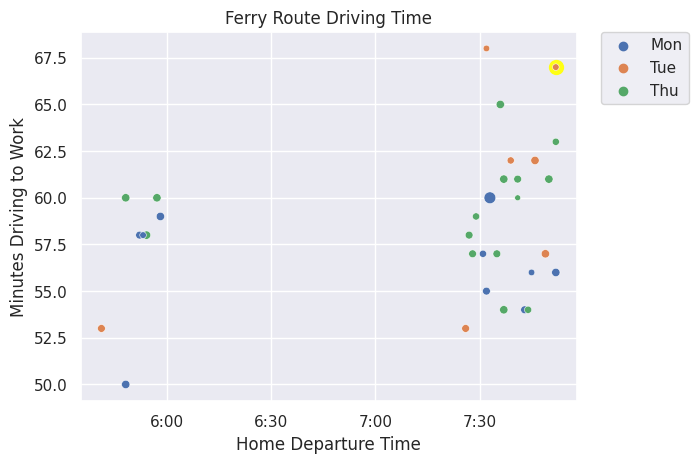 Ferry Route Driving Time
Mon
Tue
Thu
Minutes Driving to Work
67.5
65.0
62.5
60.0
57.5
55.0
52.5
50.0
6:00 6:30 7:00 7:30
Home Departure Time